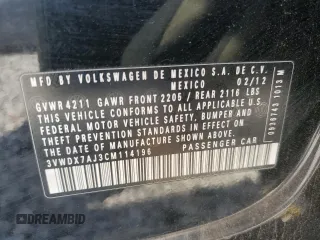 MFD BY VOLKSWAGEN DE MEXICO S.A. DE C.V.
MEXICO 02/12
GVWR 4211 GAWR FRONT 2205 / REAR 2116 LBS
THIS VEHICLE CONFORMS TO ALL APPLICABLE
FEDERAL MOTOR VEHICLE SAFETY, BUMPER AND
THEFT PREVENTION STANDARDS IN EFFECT ON THE
DATE OF MANUFACTURE SHOWN ABOVE.
3VWDX7AJ3CM114196 PASSENGER CAR
DREAMBID